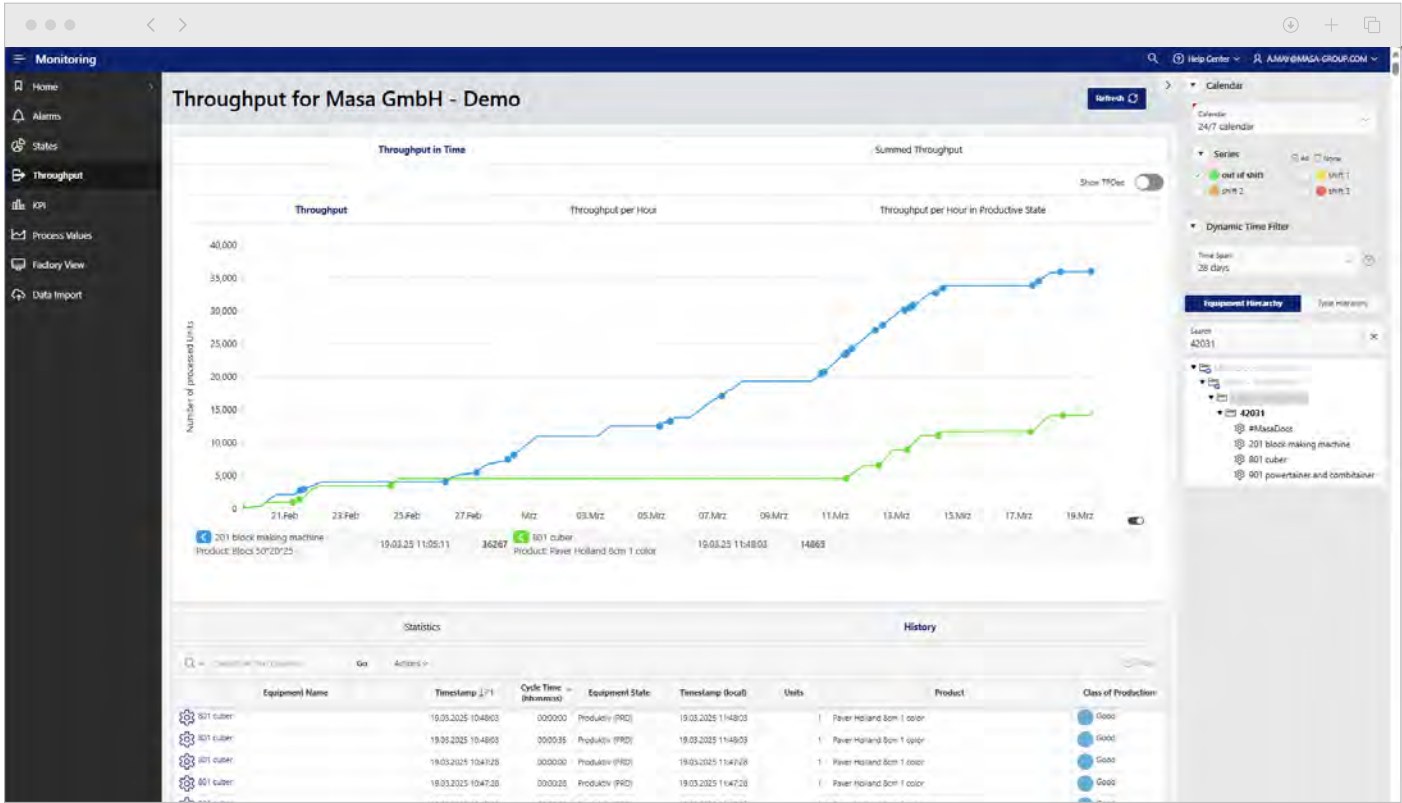 Monitoring
Help Center
A.MAY@MASA-GROUP.COM
Home
Alarms
States
Throughput
KPI
Process Values
Factory View
Data Import
Throughput for Masa GmbH - Demo
Refresh
Throughput in Time
Summed Throughput
Throughput
Throughput per Hour
Throughput per Hour in Productive State
Number of processed Units
40,000
35,000
30,000
25,000
20,000
15,000
10,000
5,000
0
21.Feb 23.Feb 25.Feb 27.Feb Mrz 03.Mrz 05.Mrz 07.Mrz 09.Mrz 11.Mrz 13.Mrz 15.Mrz 17.Mrz 19.Mrz
201 block making machine 19.03.25 11:05:11 36267
801 cuber 19.03.25 11:48:03 14863
Product: Paver Holland 8cm 1 color
Statistics
History
Go
Actions
Equipment Name Timestamp Cycle Time Equipment State Timestamp (local) Units Product Class of Production
801 cuber 19.03.2025 10:48:03 00:00:00 Produktiv (PRD) 19.03.2025 11:48:03 1 Paver Holland 8cm 1 color Good
801 cuber 19.03.2025 10:48:03 00:00:35 Produktiv (PRD) 19.03.2025 11:48:03 1 Paver Holland 8cm 1 color Good
801 cuber 19.03.2025 10:47:28 00:00:00 Produktiv (PRD) 19.03.2025 11:47:28 1 Paver Holland 8cm 1 color Good
801 cuber 19.03.2025 10:47:28 00:00:28 Produktiv (PRD) 19.03.2025 11:47:28 1 Paver Holland 8cm 1 color Good
Calendar
Calendar
24/7 calendar
Series
All None
out of shift
shift 1
shift 2
shift 3
Dynamic Time Filter
Time Span
28 days
Equipment Hierarchy
Type Hierarchy
Search
42031
42031
#MasaDocs
201 block making machine
801 cuber
901 powertainer and combitainer